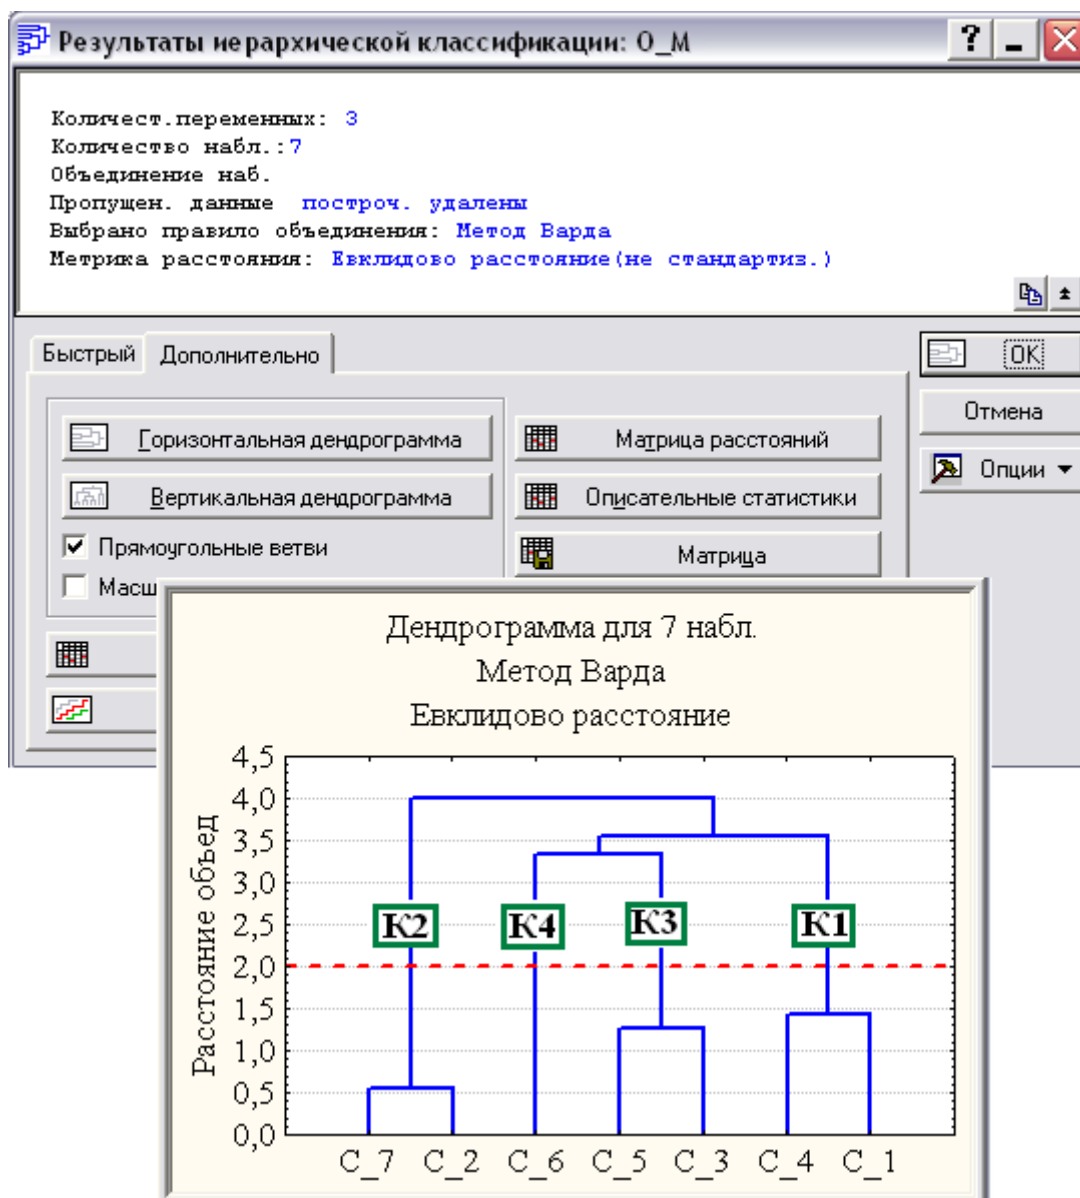 Результаты иерархической классификации: O_M
?
Количест.переменных: 3
Количество набл.:7
Объединение наб.
Пропущен. данные построч. удалены
Выбрано правило объединения: Метод Варда
Метрика расстояния: Евклидово расстояние(не стандартиз.)
Быстрый
Дополнительно
OK
Отмена
Опции
Горизонтальная дендрограмма
Матрица расстояний
Вертикальная дендрограмма
Описательные статистики
Прямоугольные ветви
Матрица
Масш
Дендрограмма для 7 набл.
Метод Варда
Евклидово расстояние
Расстояние объед
4,5
4,0
3,5
3,0
2,5
2,0
1,5
1,0
0,5
0,0
К2
К4
К3
К1
C_7 C_2 C_6 C_5 C_3 C_4 C_1